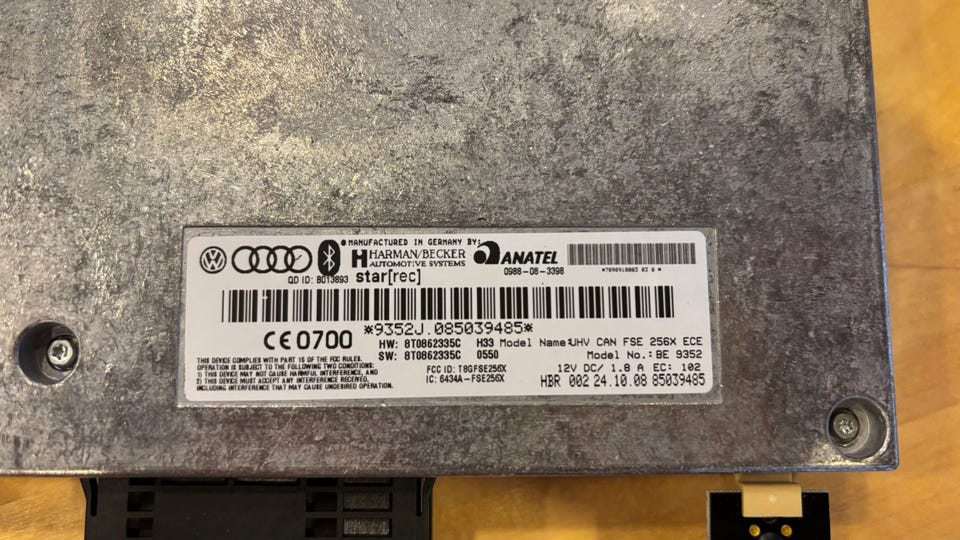 MANUFACTURED IN GERMANY BY:
HARMAN/BECKER
AUTOMOTIVE SYSTEMS
QD ID: B013893 star[rec]
ANATEL
0988-08-3398
*9352J.085039485*
CE 0700
HW: 8T0862335C H33 Model Name:UHV CAN FSE 256X ECE
SW: 8T0862335C 0550 Model No.: BE 9352
THIS DEVICE COMPLIES WITH PART 15 OF THE FCC RULES.
OPERATION IS SUBJECT TO THE FOLLOWING TWO CONDITIONS:
1) THIS DEVICE MAY NOT CAUSE HARMFUL INTERFERENCE, AND
2) THIS DEVICE MUST ACCEPT ANY INTERFERENCE RECEIVED,
INCLUDING INTERFERENCE THAT MAY CAUSE UNDESIRED OPERATION.
FCC ID: T8GFSE256X
IC: 6434A-FSE256X
12V DC/ 1.8 A EC: 102
HBR 002 24.10.08 85039485